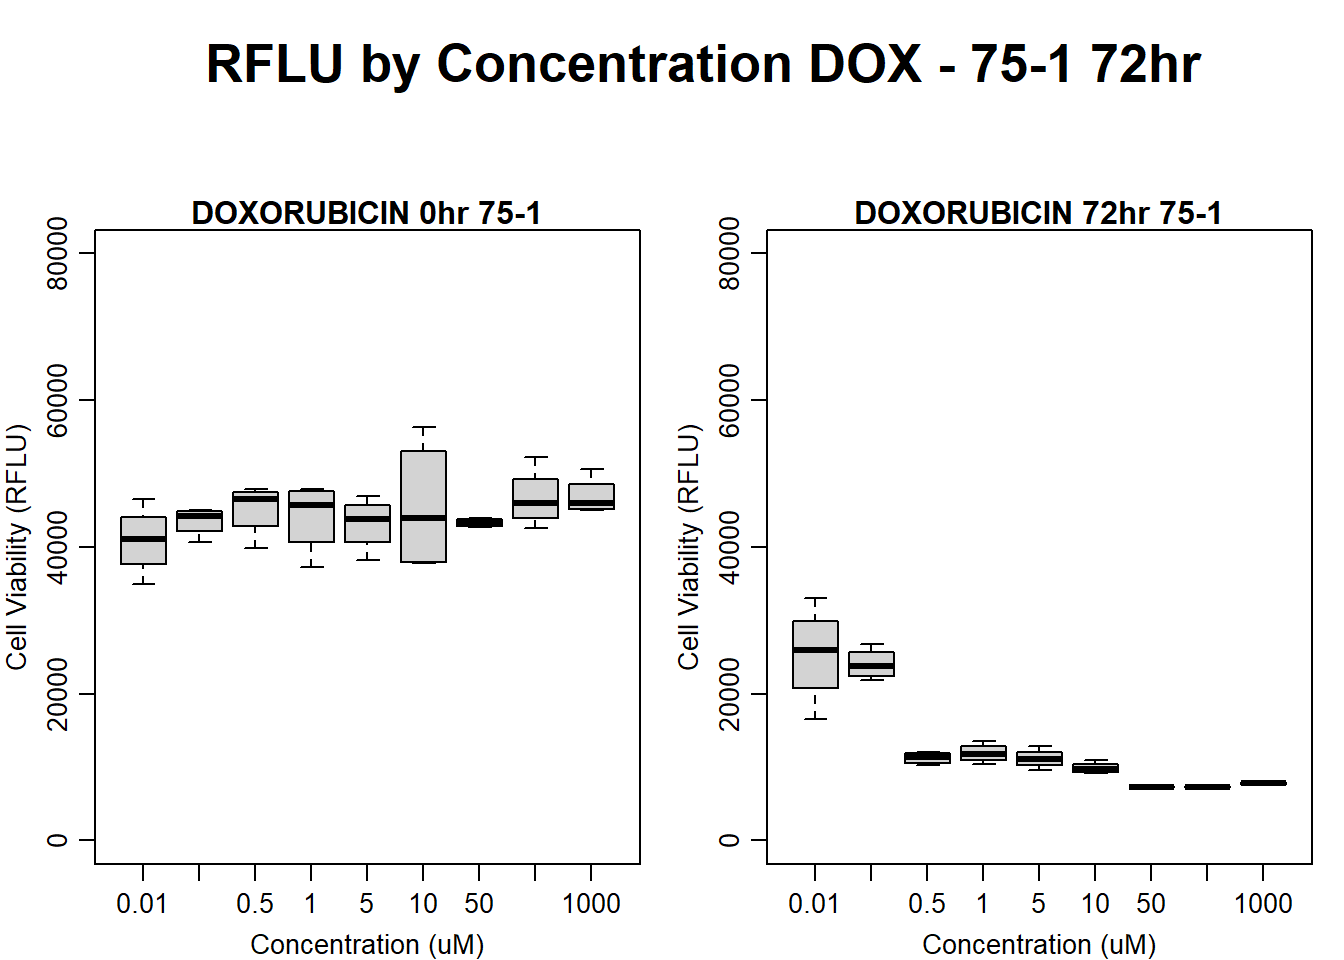 RFLU by Concentration DOX - 75-1 72hr
DOXORUBICIN 0hr 75-1
Cell Viability (RFLU)
80000
60000
40000
20000
0
0.01 0.5 1 5 10 50 1000
Concentration (uM)
DOXORUBICIN 72hr 75-1
Cell Viability (RFLU)
80000
60000
40000
20000
0
0.01 0.5 1 5 10 50 1000
Concentration (uM)